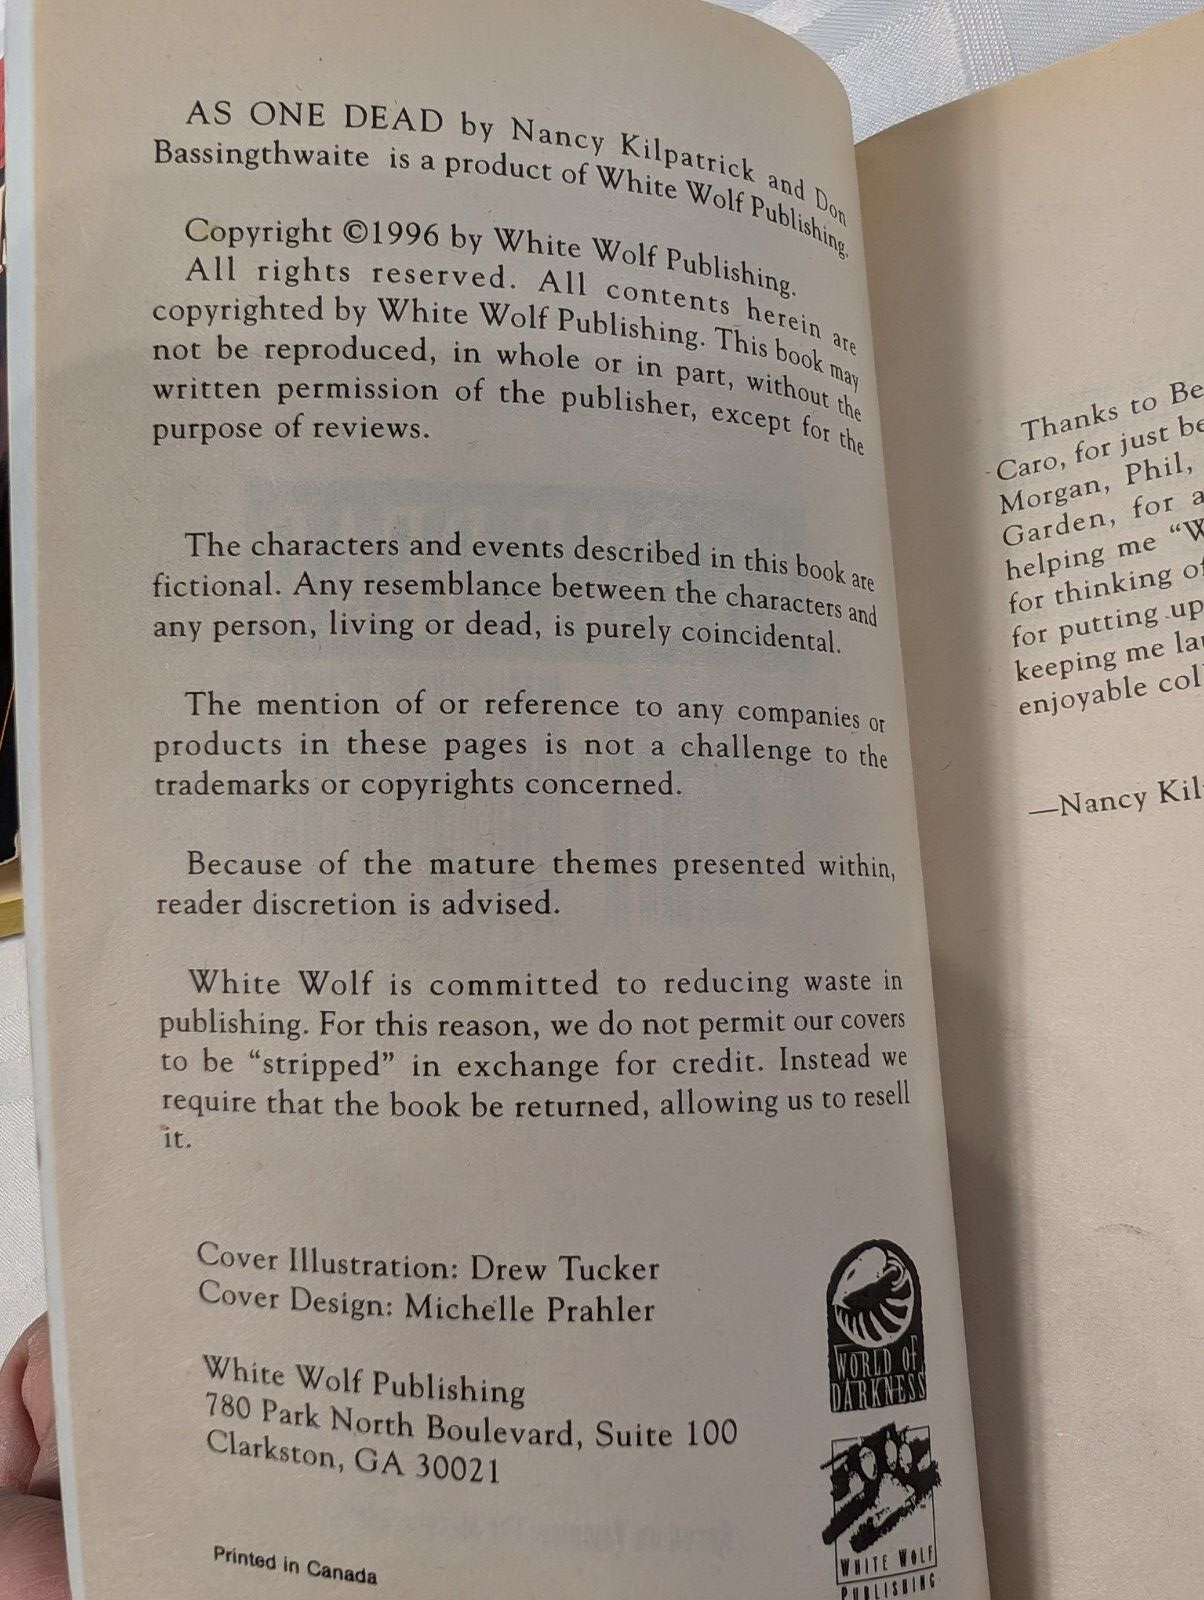 AS ONE DEAD by Nancy Kilpatrick and Don
Bassingthwaite is a product of White Wolf Publishing.
Copyright ©1996 by White Wolf Publishing.
All rights reserved. All contents herein are
copyrighted by White Wolf Publishing. This book may
not be reproduced, in whole or in part, without the
written permission of the publisher, except for the
purpose of reviews.
The characters and events described in this book are
fictional. Any resemblance between the characters and
any person, living or dead, is purely coincidental.
The mention of or reference to any companies or
products in these pages is not a challenge to the
trademarks or copyrights concerned.
Because of the mature themes presented within,
reader discretion is advised.
White Wolf is committed to reducing waste in
publishing. For this reason, we do not permit our covers
to be “stripped” in exchange for credit. Instead we
require that the book be returned, allowing us to resell
it.
Cover Illustration: Drew Tucker
Cover Design: Michelle Prahler
White Wolf Publishing
780 Park North Boulevard, Suite 100
Clarkston, GA 30021
Printed in Canada
WORLD OF
DARKNESS
WHITE WOLF
PUBLISHING
Thanks to Be
Caro, for just be
Morgan, Phil,
Garden, for a
helping me “W
for thinking of
for putting up
keeping me lau
enjoyable col
—Nancy Kil